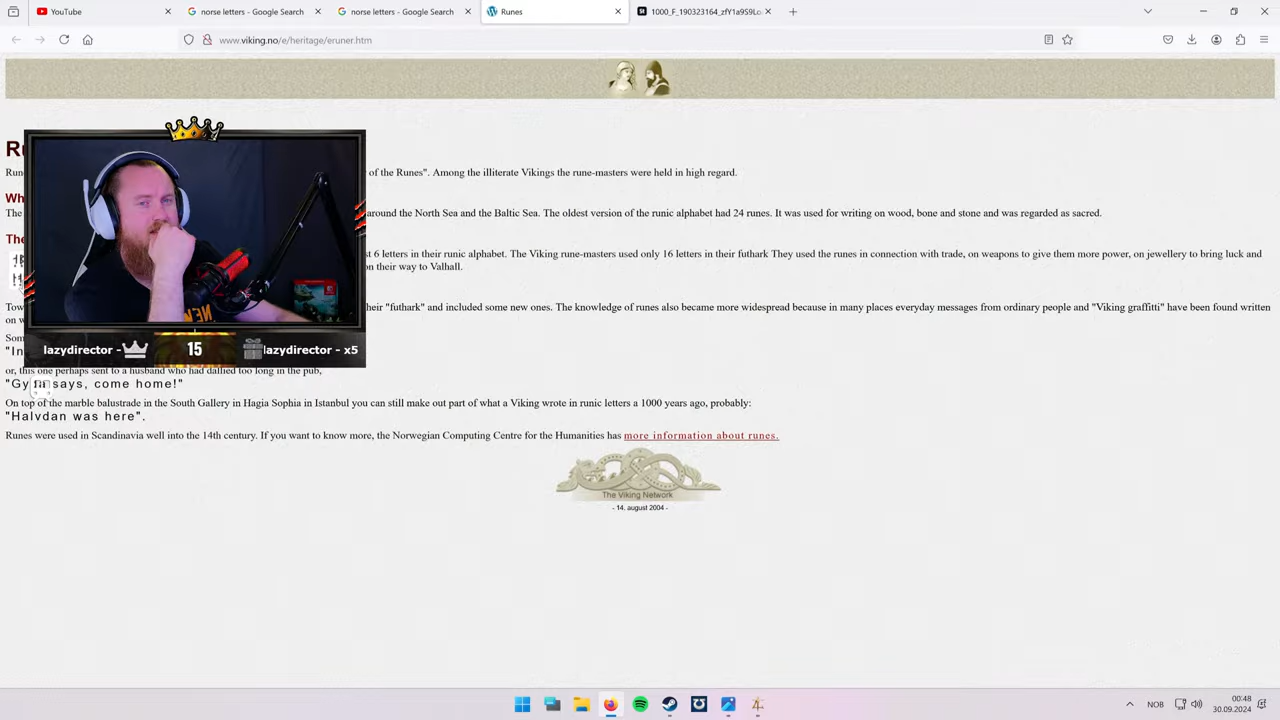 YouTube
norse letters - Google Search
norse letters - Google Search
Runes
1000_F_190323164_zfY1a9S9Lo
www.viking.no/e/heritage/eruner.htm
of the Runes". Among the illiterate Vikings the rune-masters were held in high regard.
Wh
The
around the North Sea and the Baltic Sea. The oldest version of the runic alphabet had 24 runes. It was used for writing on wood, bone and stone and was regarded as sacred.
The
6 letters in their runic alphabet. The Viking rune-masters used only 16 letters in their futhark They used the runes in connection with trade, on weapons to give them more power, on jewellery to bring luck and
on their way to Valhall.
"futhark" and included some new ones. The knowledge of runes also became more widespread because in many places everyday messages from ordinary people and "Viking graffiti" have been found written
on
lazydirector -
15
lazydirector - x5
or, this one perhaps sent to a husband who had dallied too long in the pub,
says, come home!"
On top of the marble balustrade in the South Gallery in Hagia Sophia in Istanbul you can still make out part of what a Viking wrote in runic letters a 1000 years ago, probably:
"Halvdan was here".
Runes were used in Scandinavia well into the 14th century. If you want to know more, the Norwegian Computing Centre for the Humanities has more information about runes.
The Viking Network
- 14. august 2004 -
NOB
00:48
30.09.2024